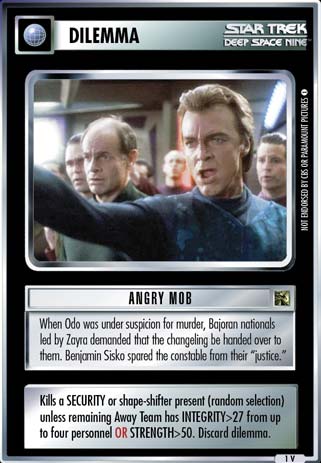 DILEMMA
STAR TREK
DEEP SPACE NINE™
NOT ENDORSED BY CBS OR PARAMOUNT PICTURES
ANGRY MOB
When Odo was under suspicion for murder, Bajoran nationals
led by Zayra demanded that the changeling be handed over to
them. Benjamin Sisko spared the constable from their “justice.”
Kills a SECURITY or shape-shifter present (random selection)
unless remaining Away Team has INTEGRITY>27 from up
to four personnel OR STRENGTH>50. Discard dilemma.
1 V